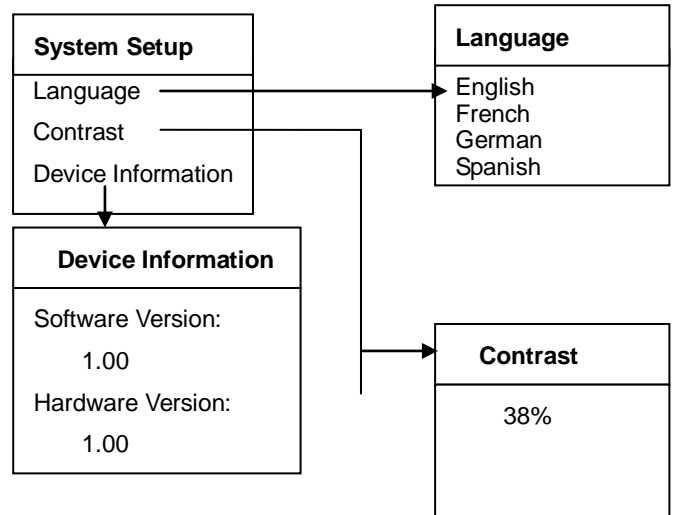 System Setup
Language
Contrast
Device Information
Language
English
French
German
Spanish
Device Information
Software Version:
1.00
Hardware Version:
1.00
Contrast
38%